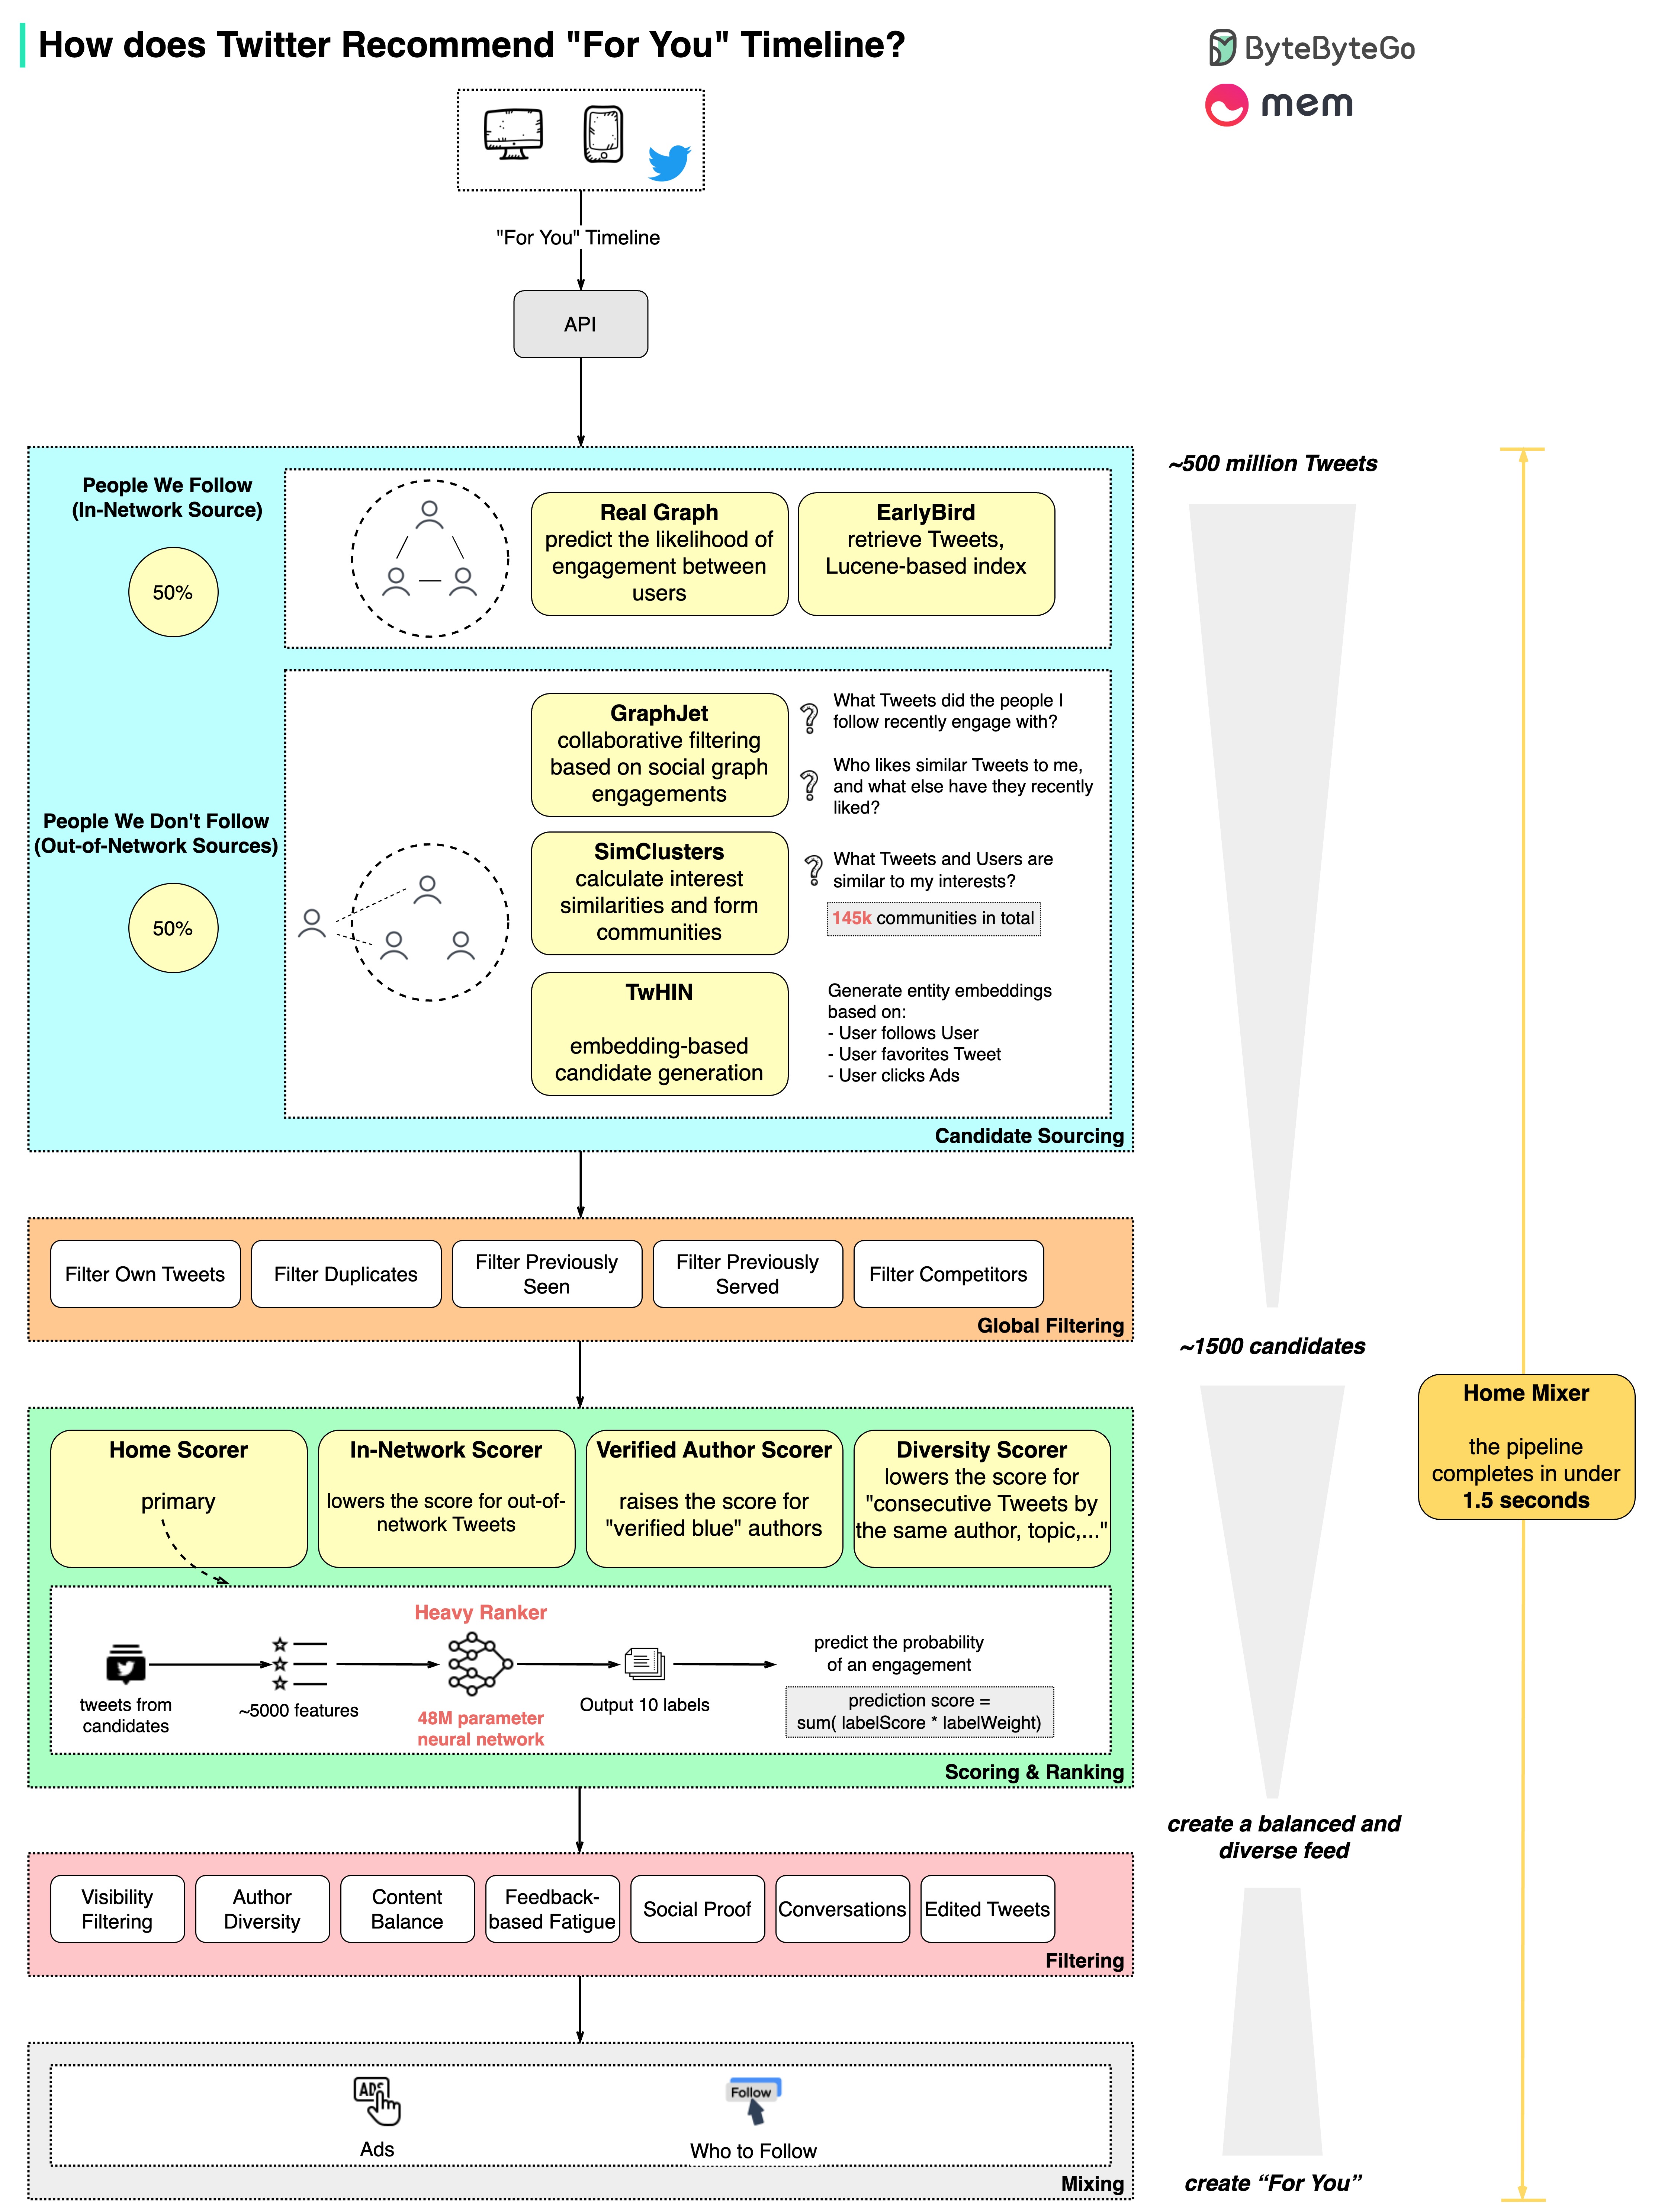 How does Twitter Recommend "For You" Timeline?
ByteByteGo
mem
"For You" Timeline
API
People We Follow
(In-Network Source)
50%
Real Graph
predict the likelihood of
engagement between
users
EarlyBird
retrieve Tweets,
Lucene-based index
~500 million Tweets
People We Don't Follow
(Out-of-Network Sources)
50%
GraphJet
collaborative filtering
based on social graph
engagements
What Tweets did the people I
follow recently engage with?
Who likes similar Tweets to me,
and what else have they recently
liked?
SimClusters
calculate interest
similarities and form
communities
What Tweets and Users are
similar to my interests?
145k communities in total
TwHIN
embedding-based
candidate generation
Generate entity embeddings
based on:
- User follows User
- User favorites Tweet
- User clicks Ads
Candidate Sourcing
Filter Own Tweets
Filter Duplicates
Filter Previously
Seen
Filter Previously
Served
Filter Competitors
Global Filtering
~1500 candidates
Home Mixer
the pipeline
completes in under
1.5 seconds
Home Scorer
primary
In-Network Scorer
lowers the score for out-of-
network Tweets
Verified Author Scorer
raises the score for
"verified blue" authors
Diversity Scorer
lowers the score for
"consecutive Tweets by
the same author, topic,..."
tweets from
candidates
~5000 features
Heavy Ranker
48M parameter
neural network
Output 10 labels
predict the probability
of an engagement
prediction score =
sum( labelScore * labelWeight)
Scoring & Ranking
create a balanced and
diverse feed
Visibility
Filtering
Author
Diversity
Content
Balance
Feedback-
based Fatigue
Social Proof
Conversations
Edited Tweets
Filtering
ADS
Ads
Follow
Who to Follow
Mixing
create “For You”